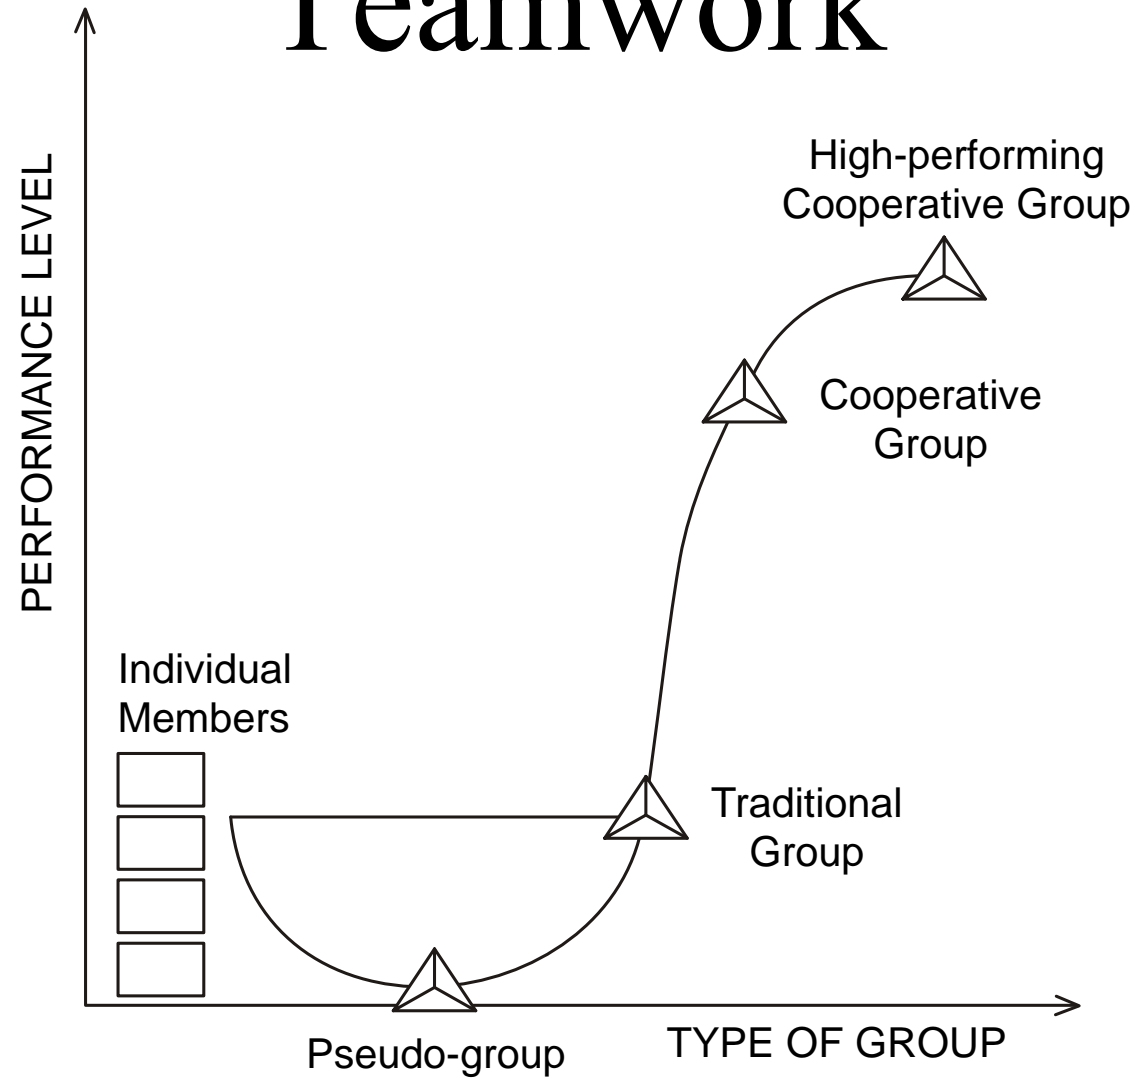 Teamwork
High-performing
Cooperative Group
PERFORMANCE LEVEL
Cooperative
Group
Individual
Members
Traditional
Group
TYPE OF GROUP
Pseudo-group